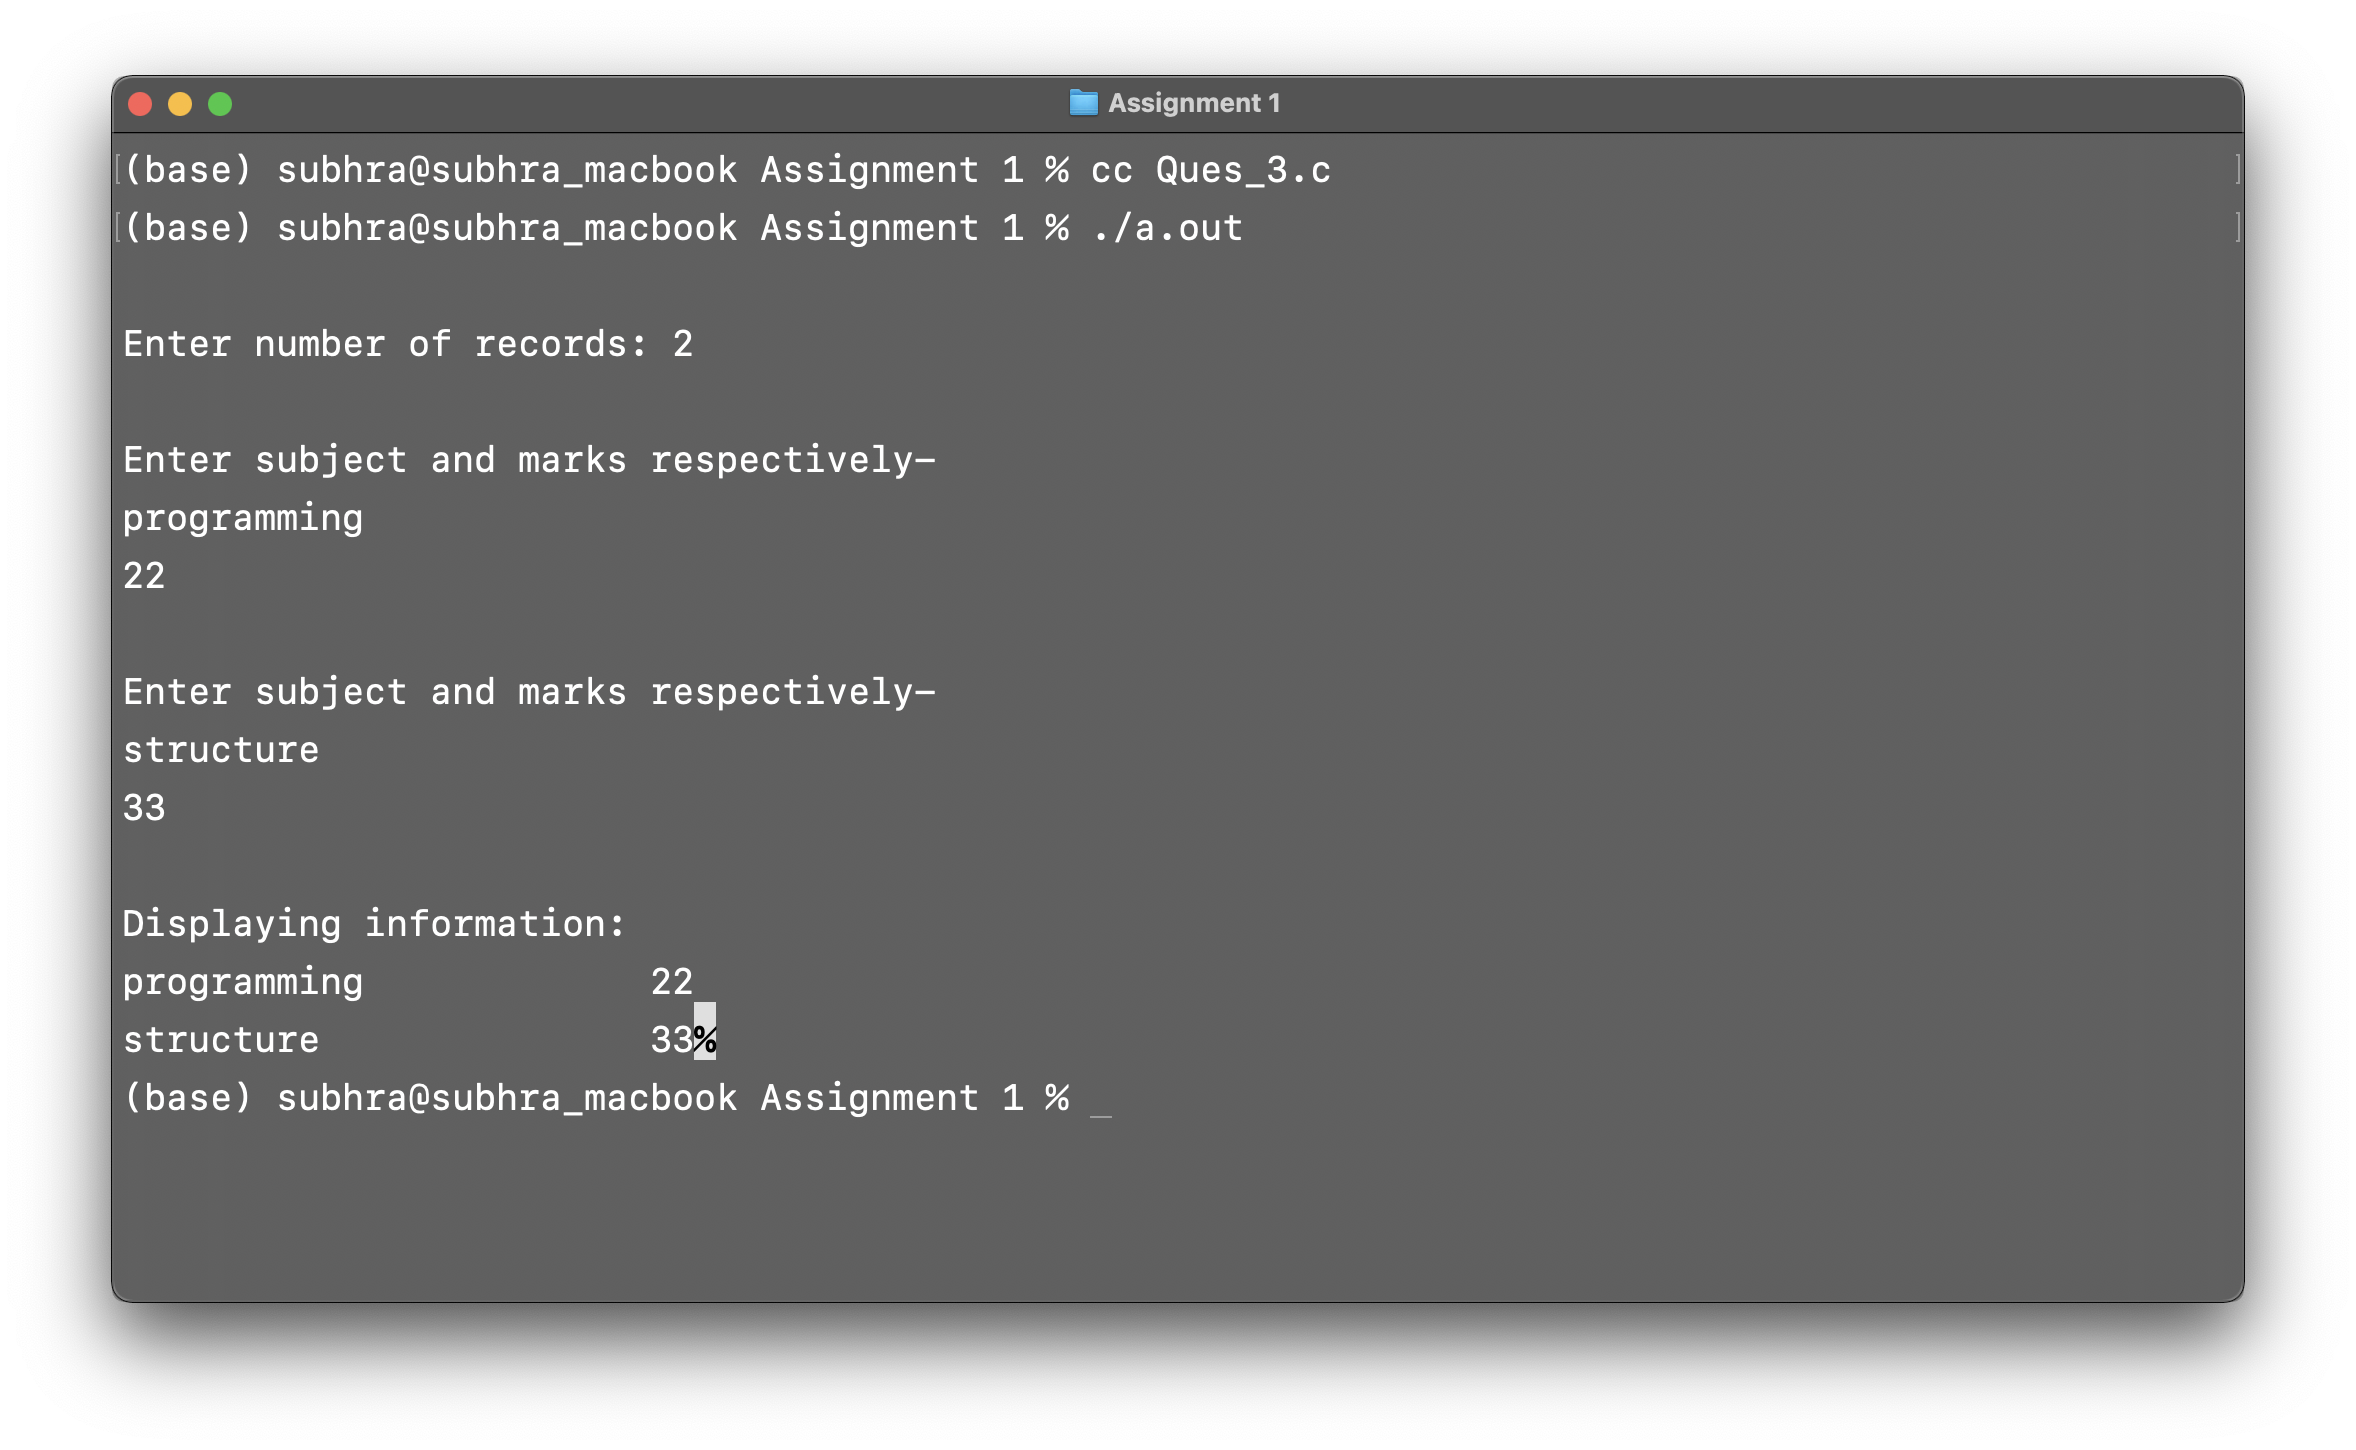 Assignment 1
(base) subhra@subhra_macbook Assignment 1 % cc Ques_3.c
(base) subhra@subhra_macbook Assignment 1 % ./a.out
Enter number of records: 2
Enter subject and marks respectively-
programming
22
Enter subject and marks respectively-
structure
33
Displaying information:
programming             22
structure               33%
(base) subhra@subhra_macbook Assignment 1 % _